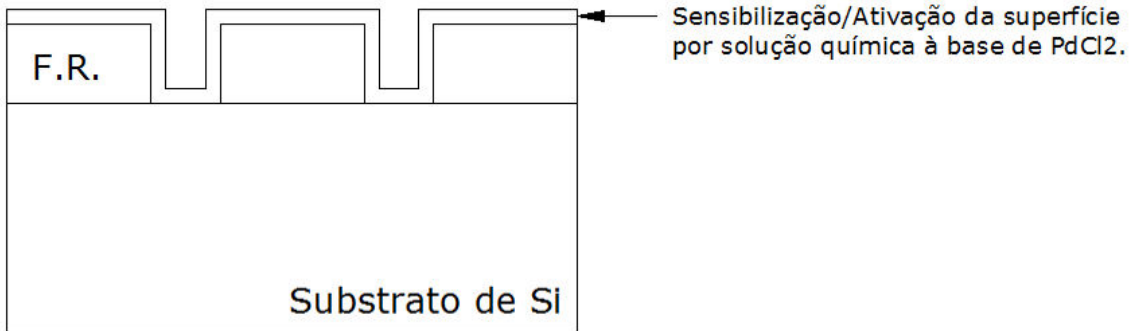 Sensibilização/Ativação da superfície
por solução química à base de PdCl2.
F.R.
Substrato de Si